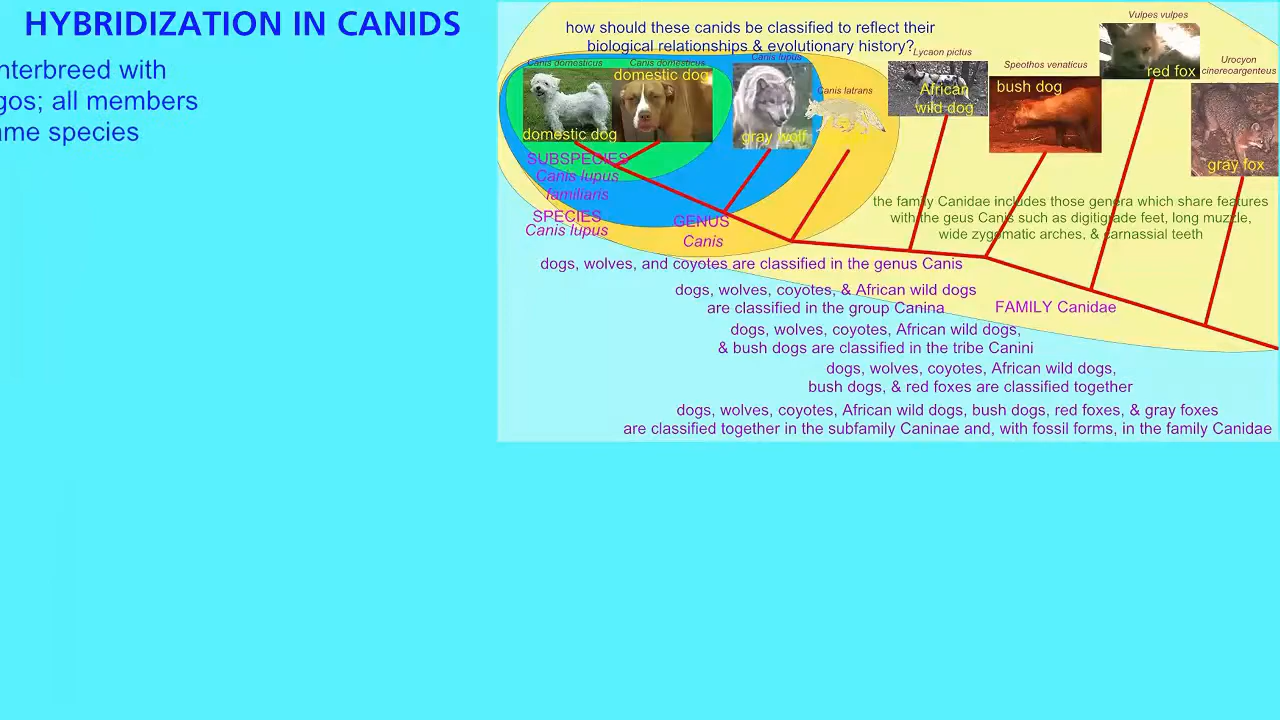 HYBRIDIZATION IN CANIDS
nterbreed with
gos; all members
ame species
how should these canids be classified to reflect their
biological relationships & evolutionary history?
Canis domesticus
Canis domesticus
Canis lupus
Canis latrans
Lycaon pictus
Speothos venaticus
Vulpes vulpes
Urocyon
cinereoargenteus
domestic dog
domestic dog
gray wolf
African
wild dog
bush dog
red fox
gray fox
SUBSPECIES
Canis lupus
familiaris
SPECIES
Canis lupus
GENUS
Canis
the family Canidae includes those genera which share features
with the geus Canis such as digitigrade feet, long muzzle,
wide zygomatic arches, & carnassial teeth
dogs, wolves, and coyotes are classified in the genus Canis
dogs, wolves, coyotes, & African wild dogs
are classified in the group Canina
FAMILY Canidae
dogs, wolves, coyotes, African wild dogs,
& bush dogs are classified in the tribe Canini
dogs, wolves, coyotes, African wild dogs,
bush dogs, & red foxes are classified together
dogs, wolves, coyotes, African wild dogs, bush dogs, red foxes, & gray foxes
are classified together in the subfamily Caninae and, with fossil forms, in the family Canidae